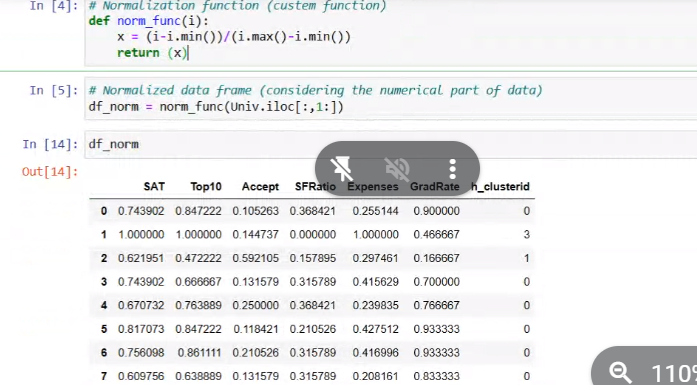 In [4]: # Normalization function (custem function)
def norm_func(i):
x = (i-i.min())/(i.max()-i.min())
return (x)
In [5]: # Normalized data frame (considering the numerical part of data)
df_norm = norm_func(Univ.iloc[:,1:])
In [14]: df_norm
Out[14]:
SAT Top10 Accept SFRatio Expenses GradRate h_clusterid
0 0.743902 0.847222 0.105263 0.368421 0.255144 0.900000 0
1 1.000000 1.000000 0.144737 0.000000 1.000000 0.466667 3
2 0.621951 0.472222 0.592105 0.157895 0.297461 0.166667 1
3 0.743902 0.666667 0.131579 0.315789 0.415629 0.700000 0
4 0.670732 0.763889 0.250000 0.368421 0.239835 0.766667 0
5 0.817073 0.847222 0.118421 0.210526 0.427512 0.933333 0
6 0.756098 0.861111 0.210526 0.315789 0.416996 0.933333 0
7 0.609756 0.638889 0.131579 0.315789 0.208161 0.833333 0